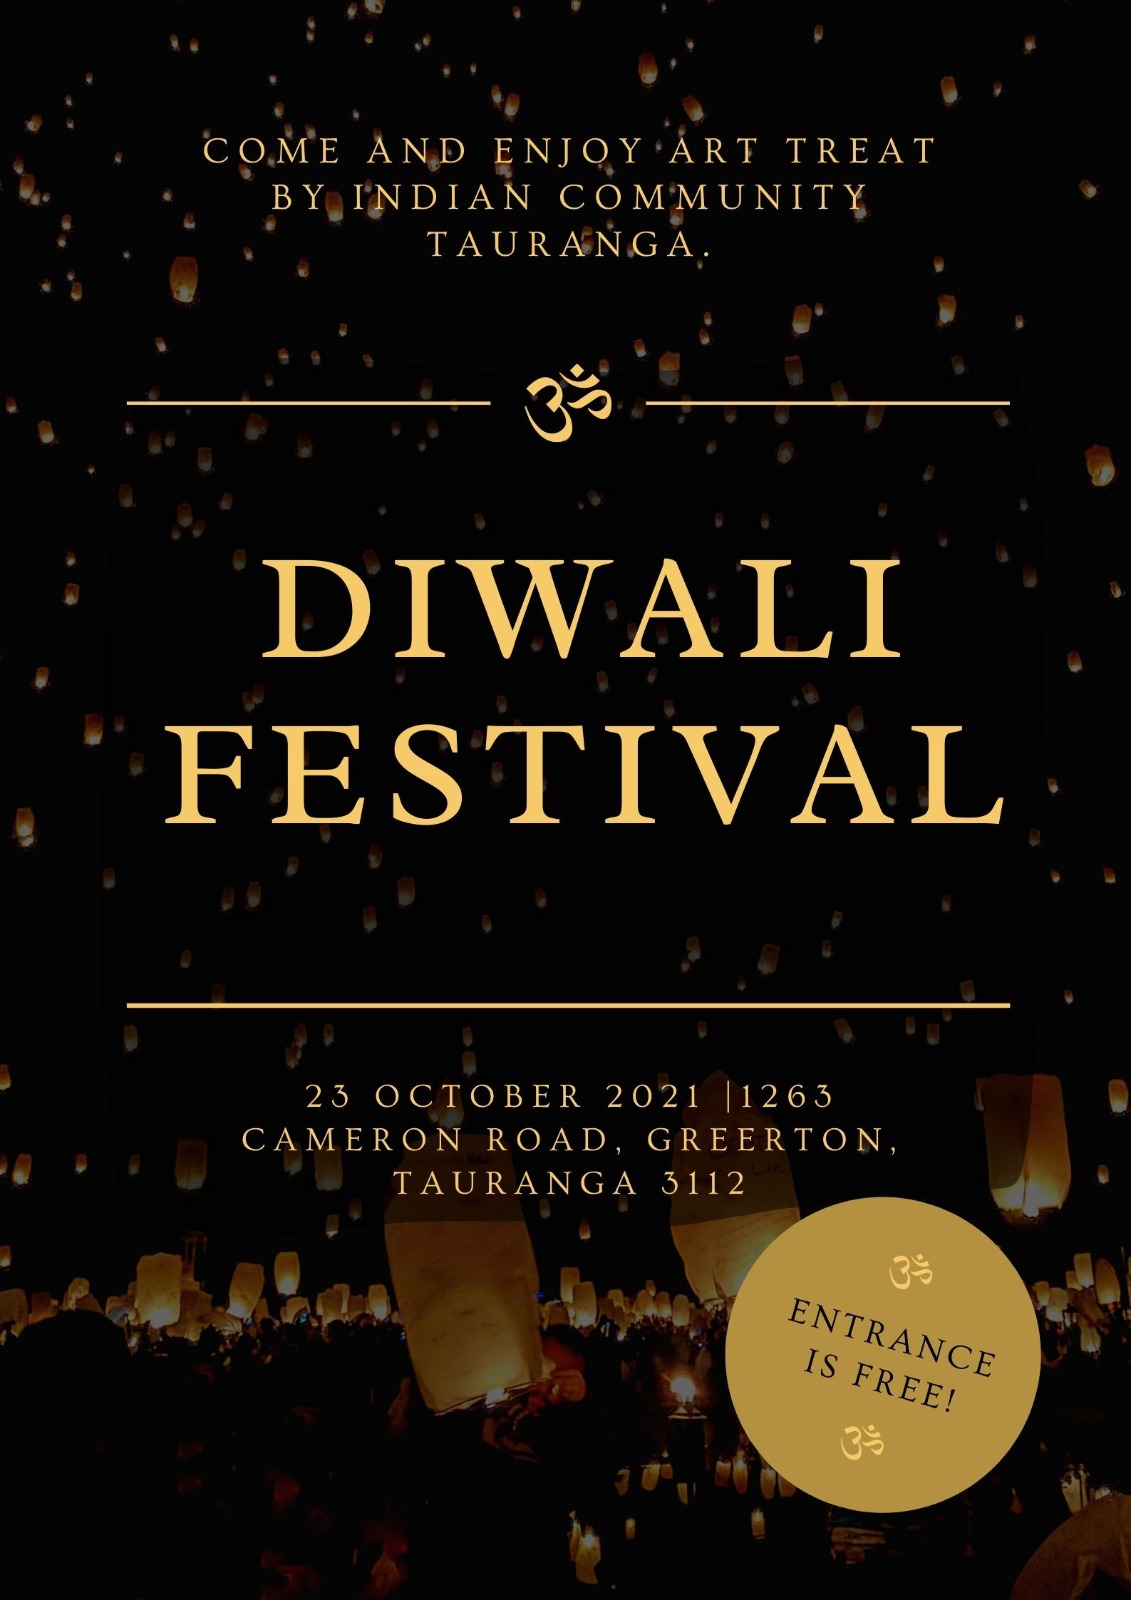 COME AND ENJOY ART TREAT
BY INDIAN COMMUNITY
TAURANGA.
ॐ
DIWALI
FESTIVAL
23 OCTOBER 2021 |1263
CAMERON ROAD, GREERTON,
TAURANGA 3112
ॐ
ENTRANCE
IS FREE!
ॐ